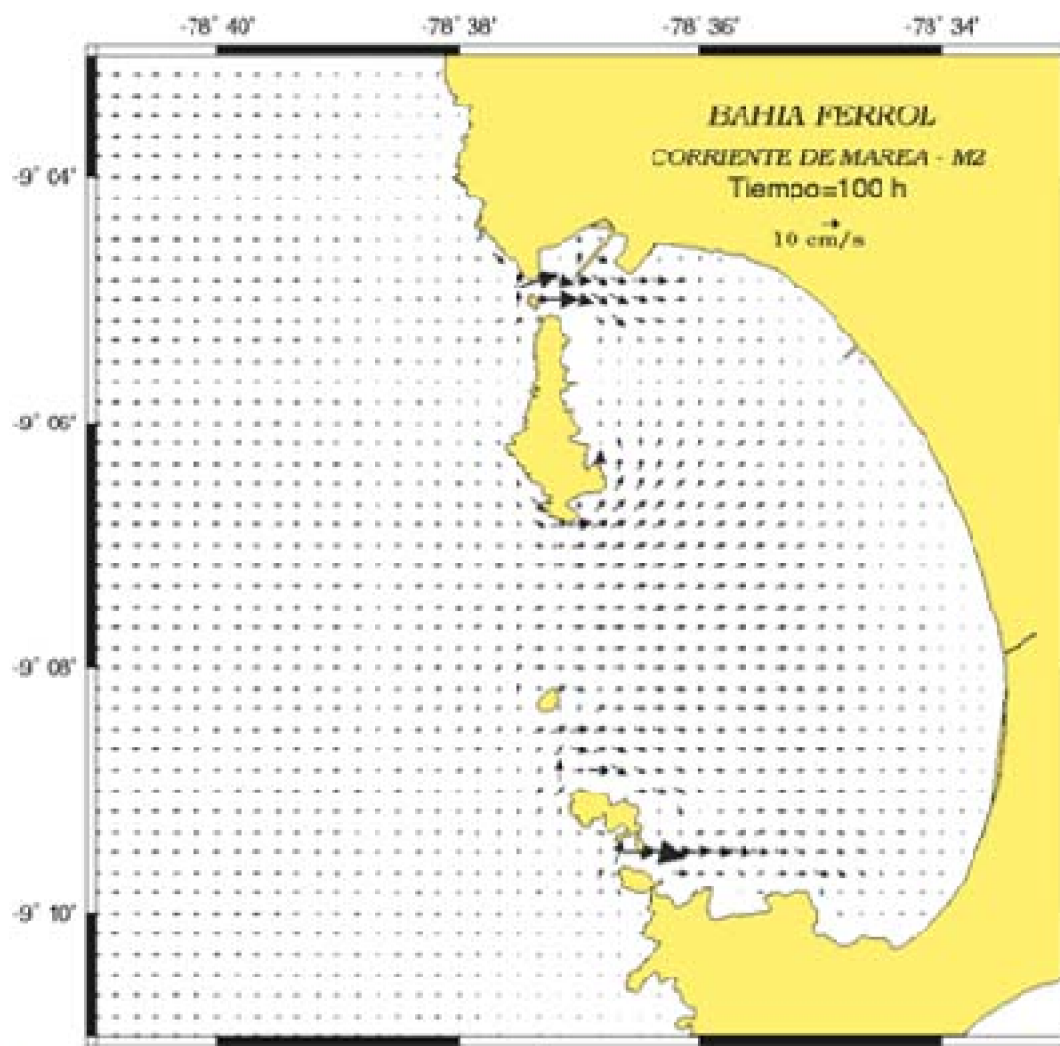 -78° 40'
-78° 38'
-78° 36'
-78° 34'
BAHIA FERROL
CORRIENTE DE MAREA - M2
Tiempo=100 h
10 cm/s
-9° 04'
-9° 06'
-9° 08'
-9° 10'